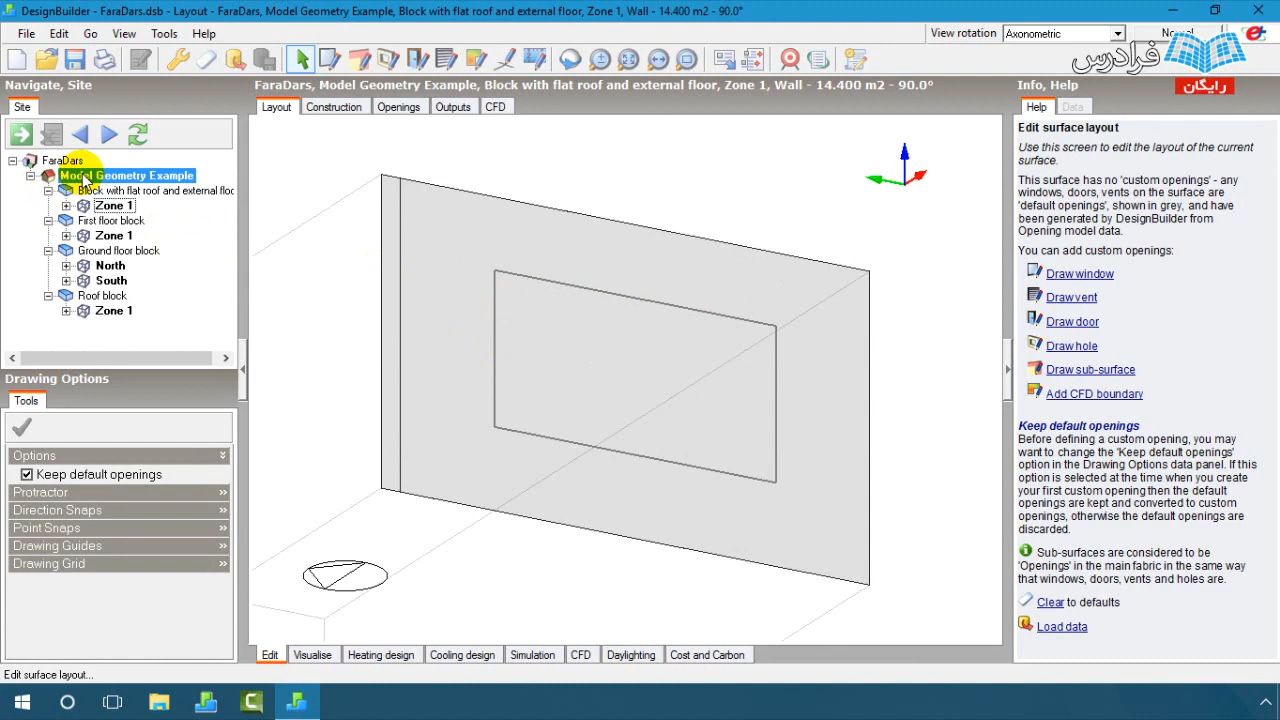 DesignBuilder - FaraDars.dsb - Layout - FaraDars, Model Geometry Example, Block with flat roof and external floor, Zone 1, Wall - 14.400 m2 - 90.0°
File Edit Go View Tools Help
View rotation Axonometric Normal
فرادرس
Navigate, Site
FaraDars, Model Geometry Example, Block with flat roof and external floor, Zone 1, Wall - 14.400 m2 - 90.0°
Info, Help
رایگان
Site
Layout Construction Openings Outputs CFD
Help Data
FaraDars
Model Geometry Example
Block with flat roof and external floo
Zone 1
First floor block
Zone 1
Ground floor block
North
South
Roof block
Zone 1
Drawing Options
Tools
Options
Keep default openings
Protractor
Direction Snaps
Point Snaps
Drawing Guides
Drawing Grid
Edit surface layout
Use this screen to edit the layout of the current
surface.
This surface has no 'custom openings' - any
windows, doors, vents on the surface are
'default openings', shown in grey, and have
been generated by DesignBuilder from
Opening model data.
You can add custom openings:
Draw window
Draw vent
Draw door
Draw hole
Draw sub-surface
Add CFD boundary
Keep default openings
Before defining a custom opening, you may
want to change the 'Keep default openings'
option in the Drawing Options data panel. If this
option is selected at the time when you create
your first custom opening then the default
openings are kept and converted to custom
openings, otherwise the default openings are
discarded.
Sub-surfaces are considered to be
'Openings' in the main fabric in the same way
that windows, doors, vents and holes are.
Clear to defaults
Load data
Edit Visualise Heating design Cooling design Simulation CFD Daylighting Cost and Carbon
Edit surface layout...